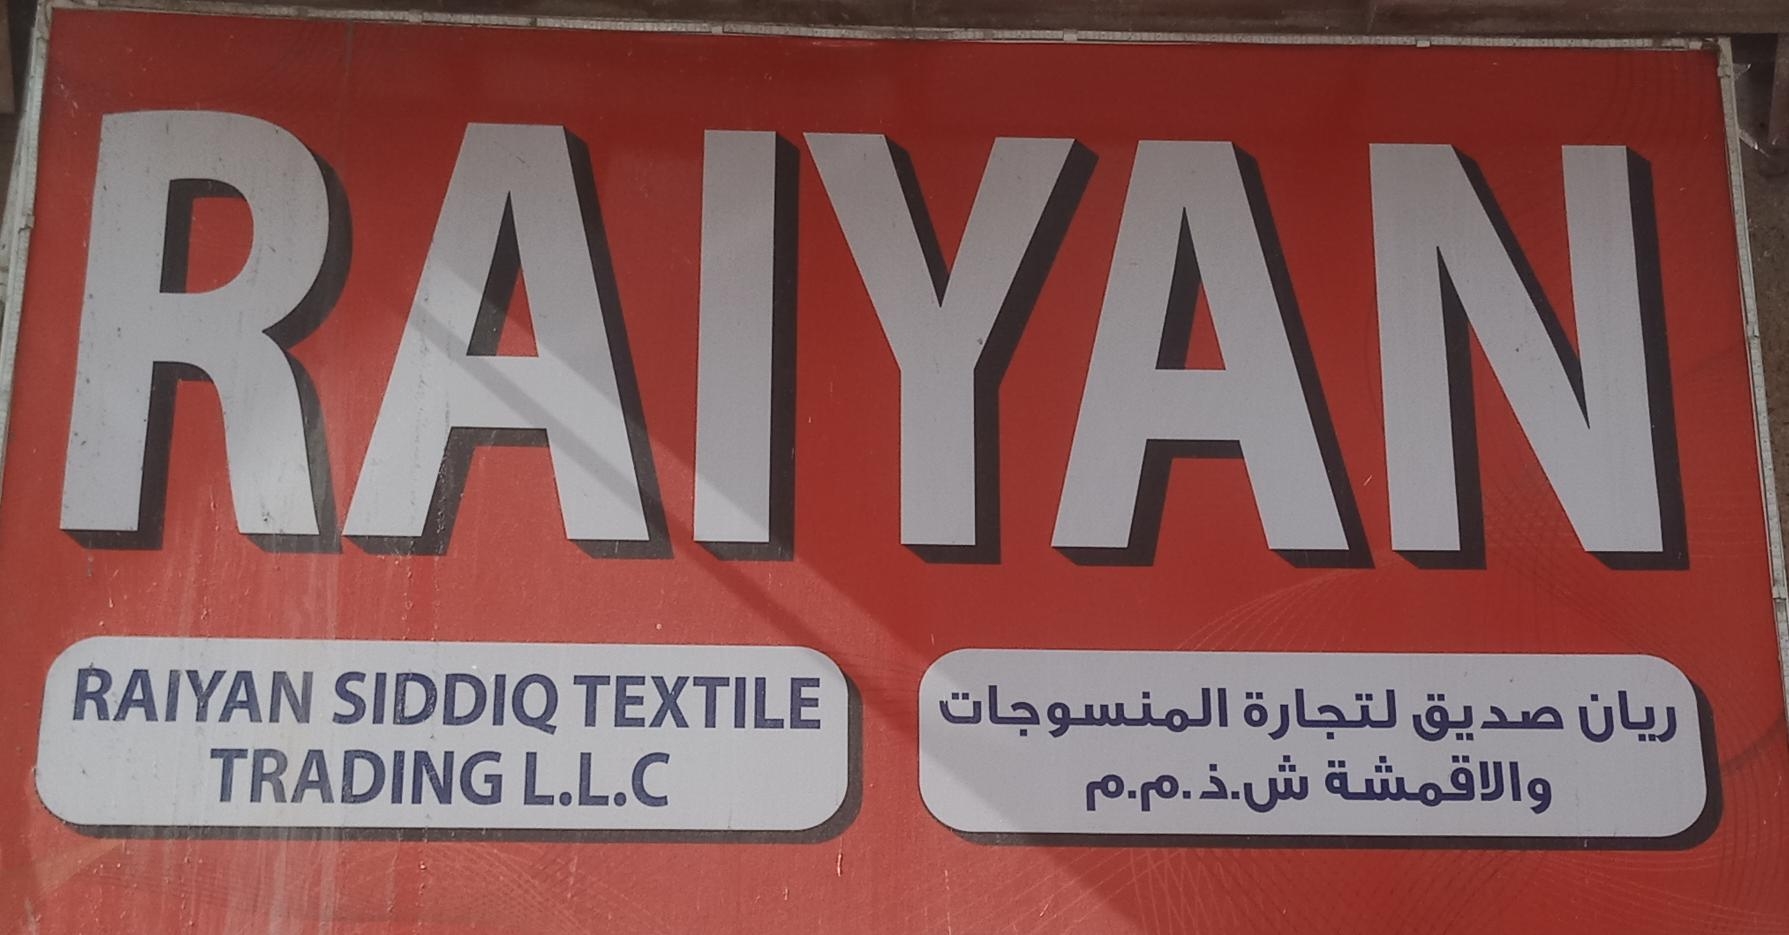 RAIYAN
RAIYAN SIDDIQ TEXTILE
TRADING L.L.C
ريان صديق لتجارة المنسوجات
والاقمشة ش.ذ.م.م